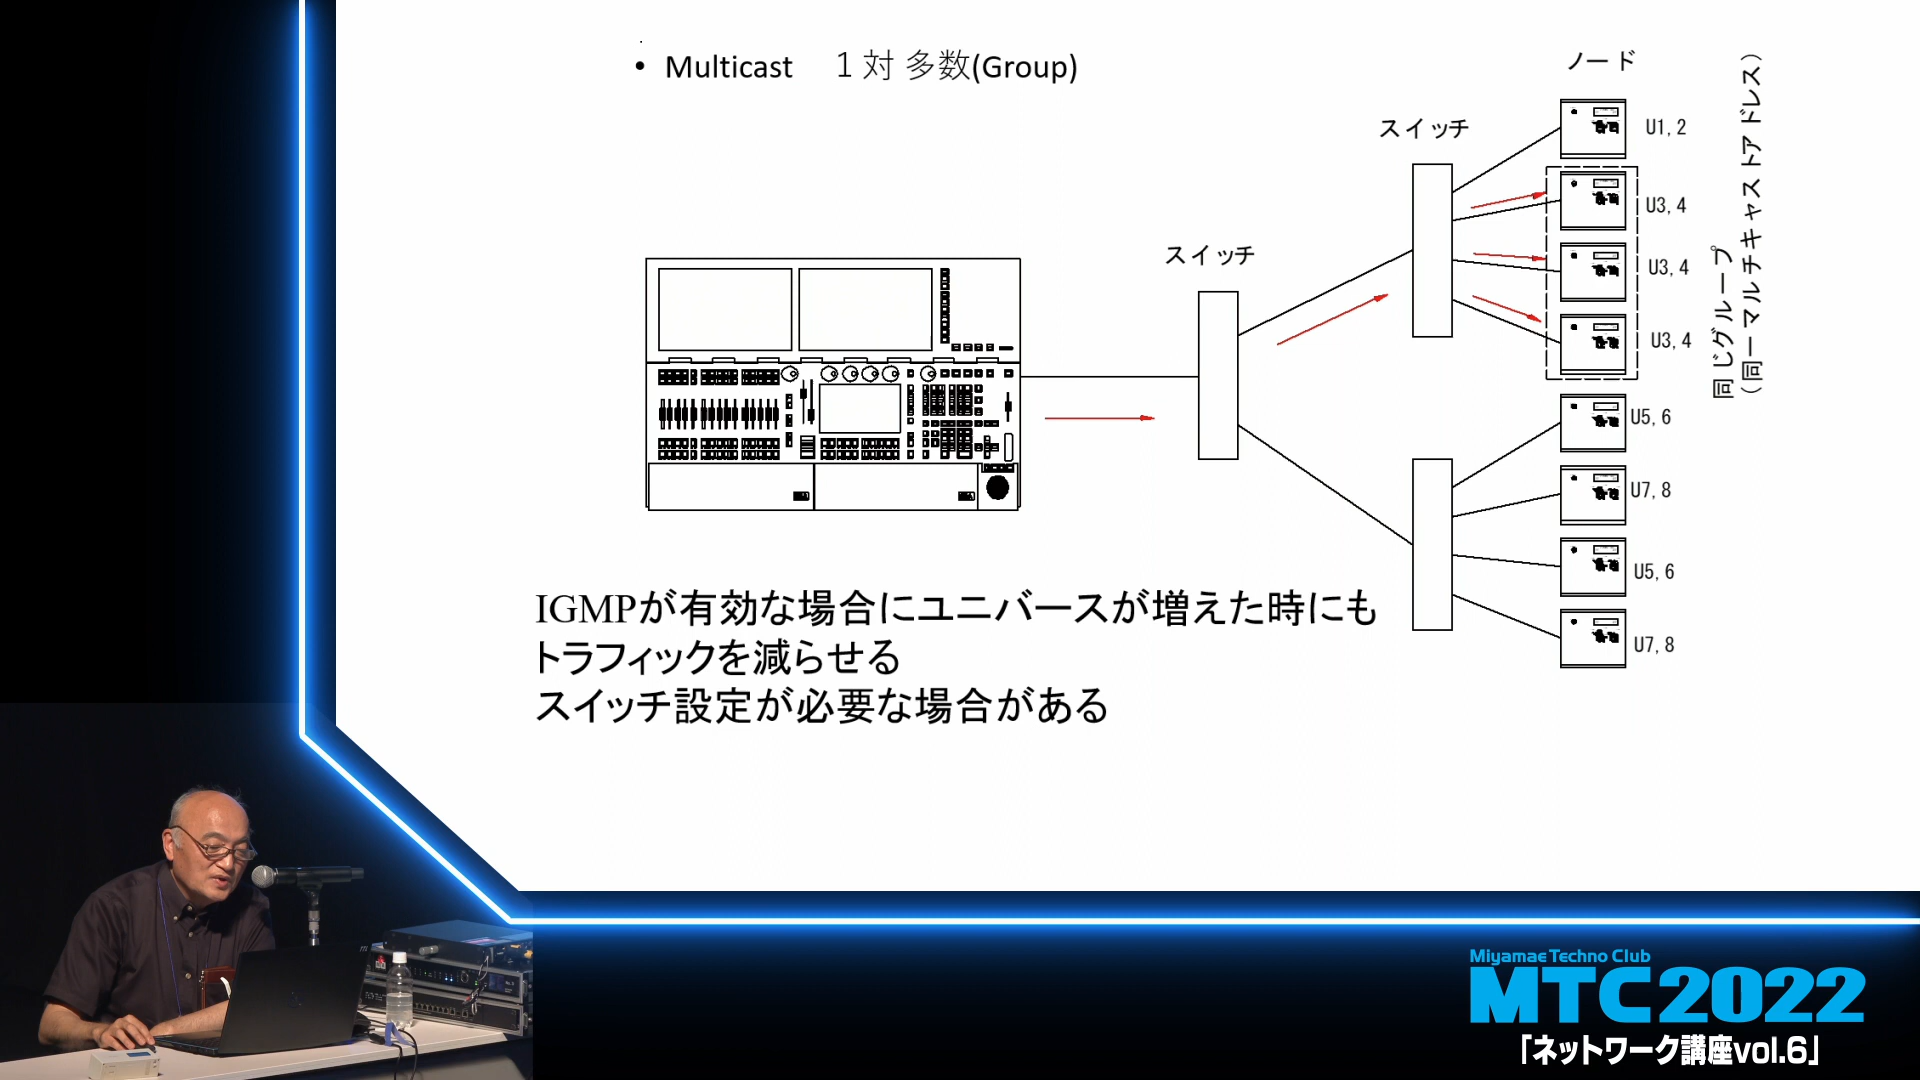 • Multicast　１対 多数(Group)
ノード
スイッチ
スイッチ
U1, 2
U3, 4
U3, 4
U3, 4
U5, 6
U7, 8
U5, 6
U7, 8
同じグループ
（同一マルチキャストアドレス）
IGMPが有効な場合にユニバースが増えた時にも
トラフィックを減らせる
スイッチ設定が必要な場合がある
Miyamae Techno Club
MTC2022
「ネットワーク講座vol.6」